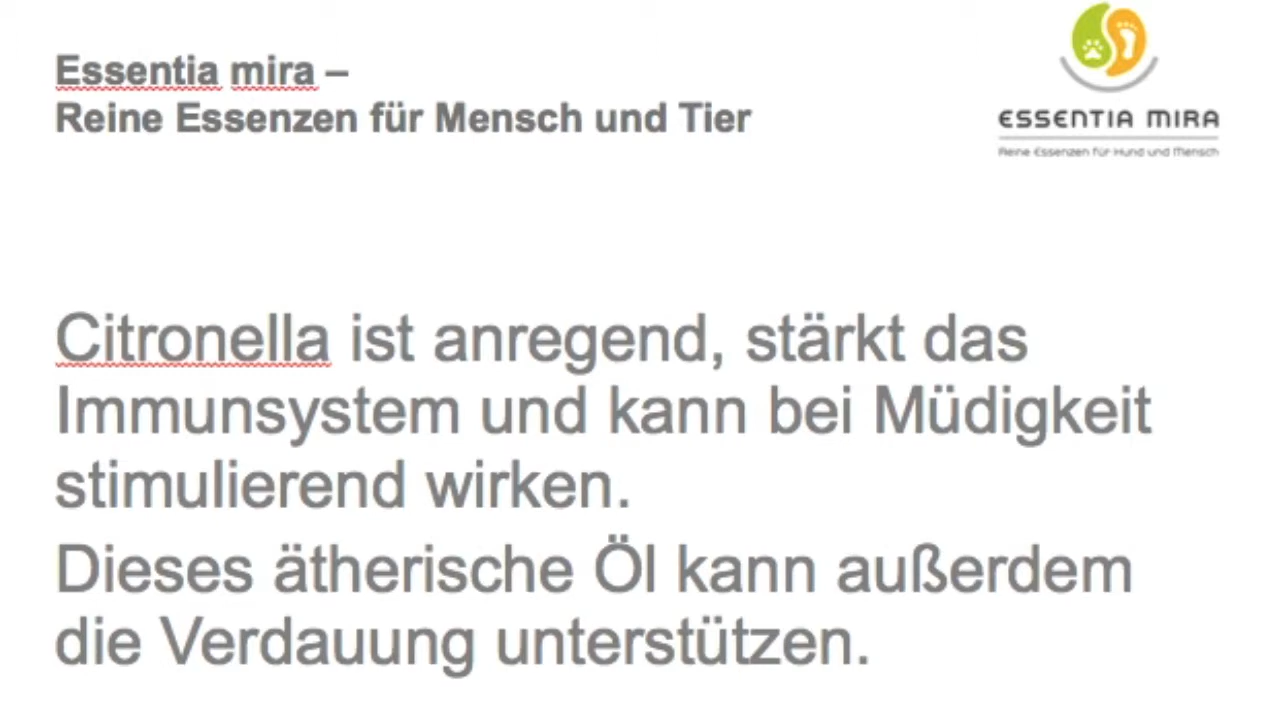 Essentia mira –
Reine Essenzen für Mensch und Tier
ESSENTIA MIRA
Reine Essenzen für Hund und Mensch
Citronella ist anregend, stärkt das
Immunsystem und kann bei Müdigkeit
stimulierend wirken.
Dieses ätherische Öl kann außerdem
die Verdauung unterstützen.